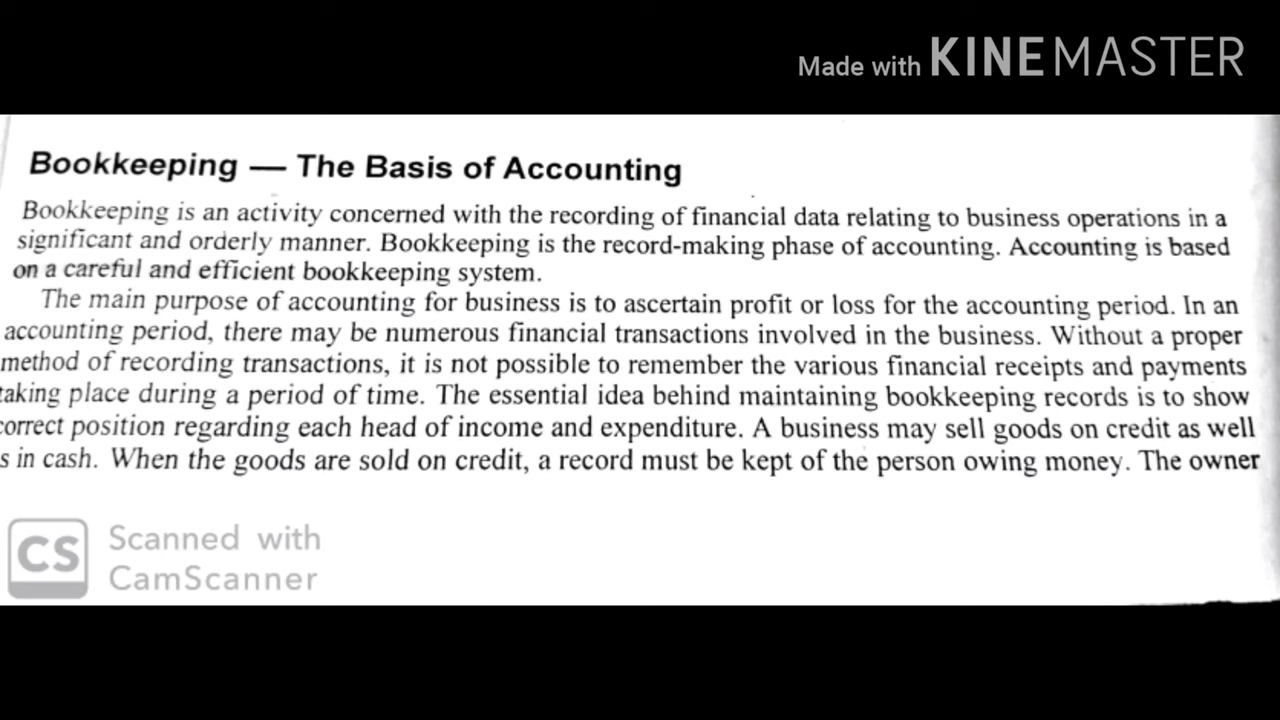 Made with KINEMASTER
Bookkeeping — The Basis of Accounting
Bookkeeping is an activity concerned with the recording of financial data relating to business operations in a
significant and orderly manner. Bookkeeping is the record-making phase of accounting. Accounting is based
on a careful and efficient bookkeeping system.
The main purpose of accounting for business is to ascertain profit or loss for the accounting period. In an
accounting period, there may be numerous financial transactions involved in the business. Without a proper
method of recording transactions, it is not possible to remember the various financial receipts and payments
taking place during a period of time. The essential idea behind maintaining bookkeeping records is to show
correct position regarding each head of income and expenditure. A business may sell goods on credit as well
s in cash. When the goods are sold on credit, a record must be kept of the person owing money. The owner
CS Scanned with
CamScanner